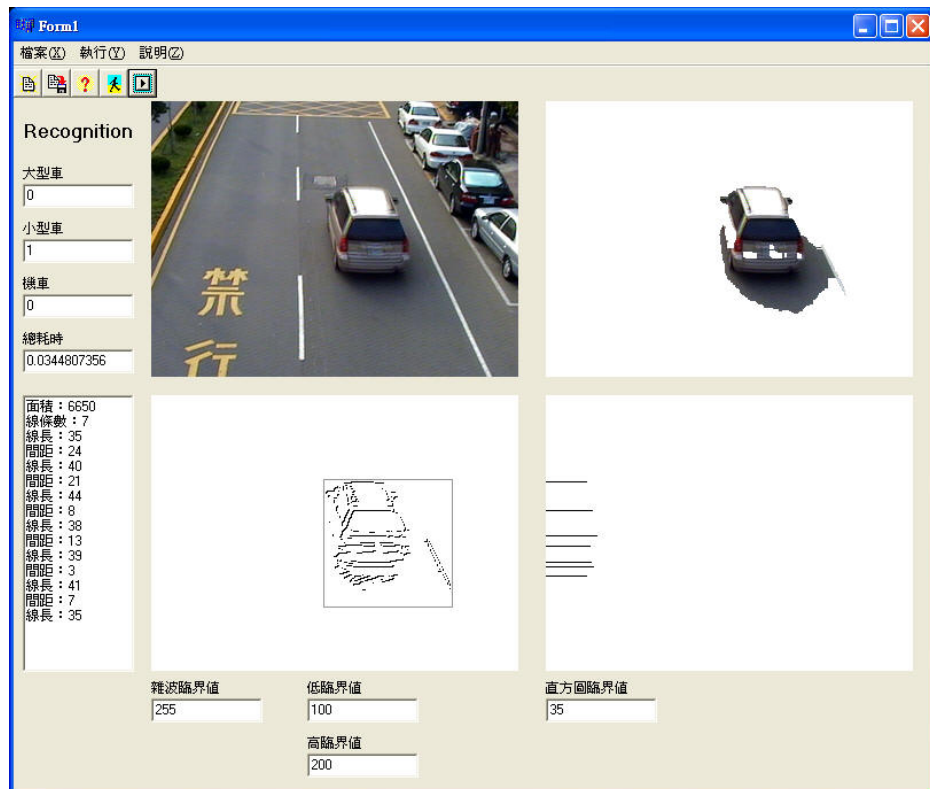 Form1
檔案(X) 執行(Y) 說明(Z)
Recognition
大型車
0
小型車
1
機車
0
總耗時
0.0344807356
禁
行
面積：6650
線條數：7
線長：35
間距：24
線長：40
間距：21
線長：44
間距：8
線長：38
間距：13
線長：39
間距：3
線長：41
間距：7
線長：35
雜波臨界值
255
低臨界值
100
高臨界值
200
直方圖臨界值
35